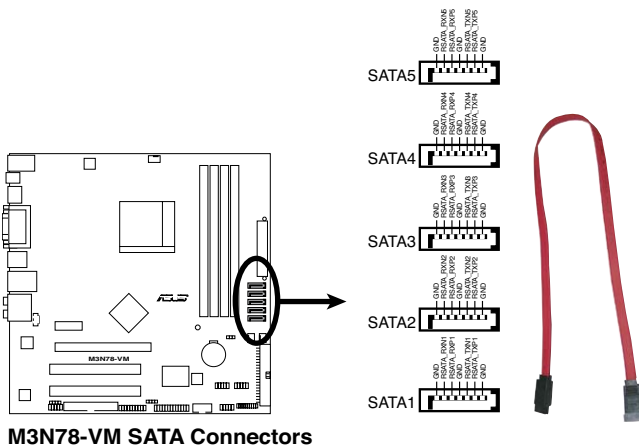 GND
RSATA_RXN5
RSATA_RXP5
GND
RSATA_TXN5
RSATA_TXP5
GND
SATA5
GND
RSATA_RXN4
RSATA_RXP4
GND
RSATA_TXN4
RSATA_TXP4
GND
SATA4
GND
RSATA_RXN3
RSATA_RXP3
GND
RSATA_TXN3
RSATA_TXP3
GND
SATA3
GND
RSATA_RXN2
RSATA_RXP2
GND
RSATA_TXN2
RSATA_TXP2
GND
SATA2
GND
RSATA_RXN1
RSATA_RXP1
GND
RSATA_TXN1
RSATA_TXP1
GND
SATA1
ASUS
M3N78-VM
M3N78-VM SATA Connectors